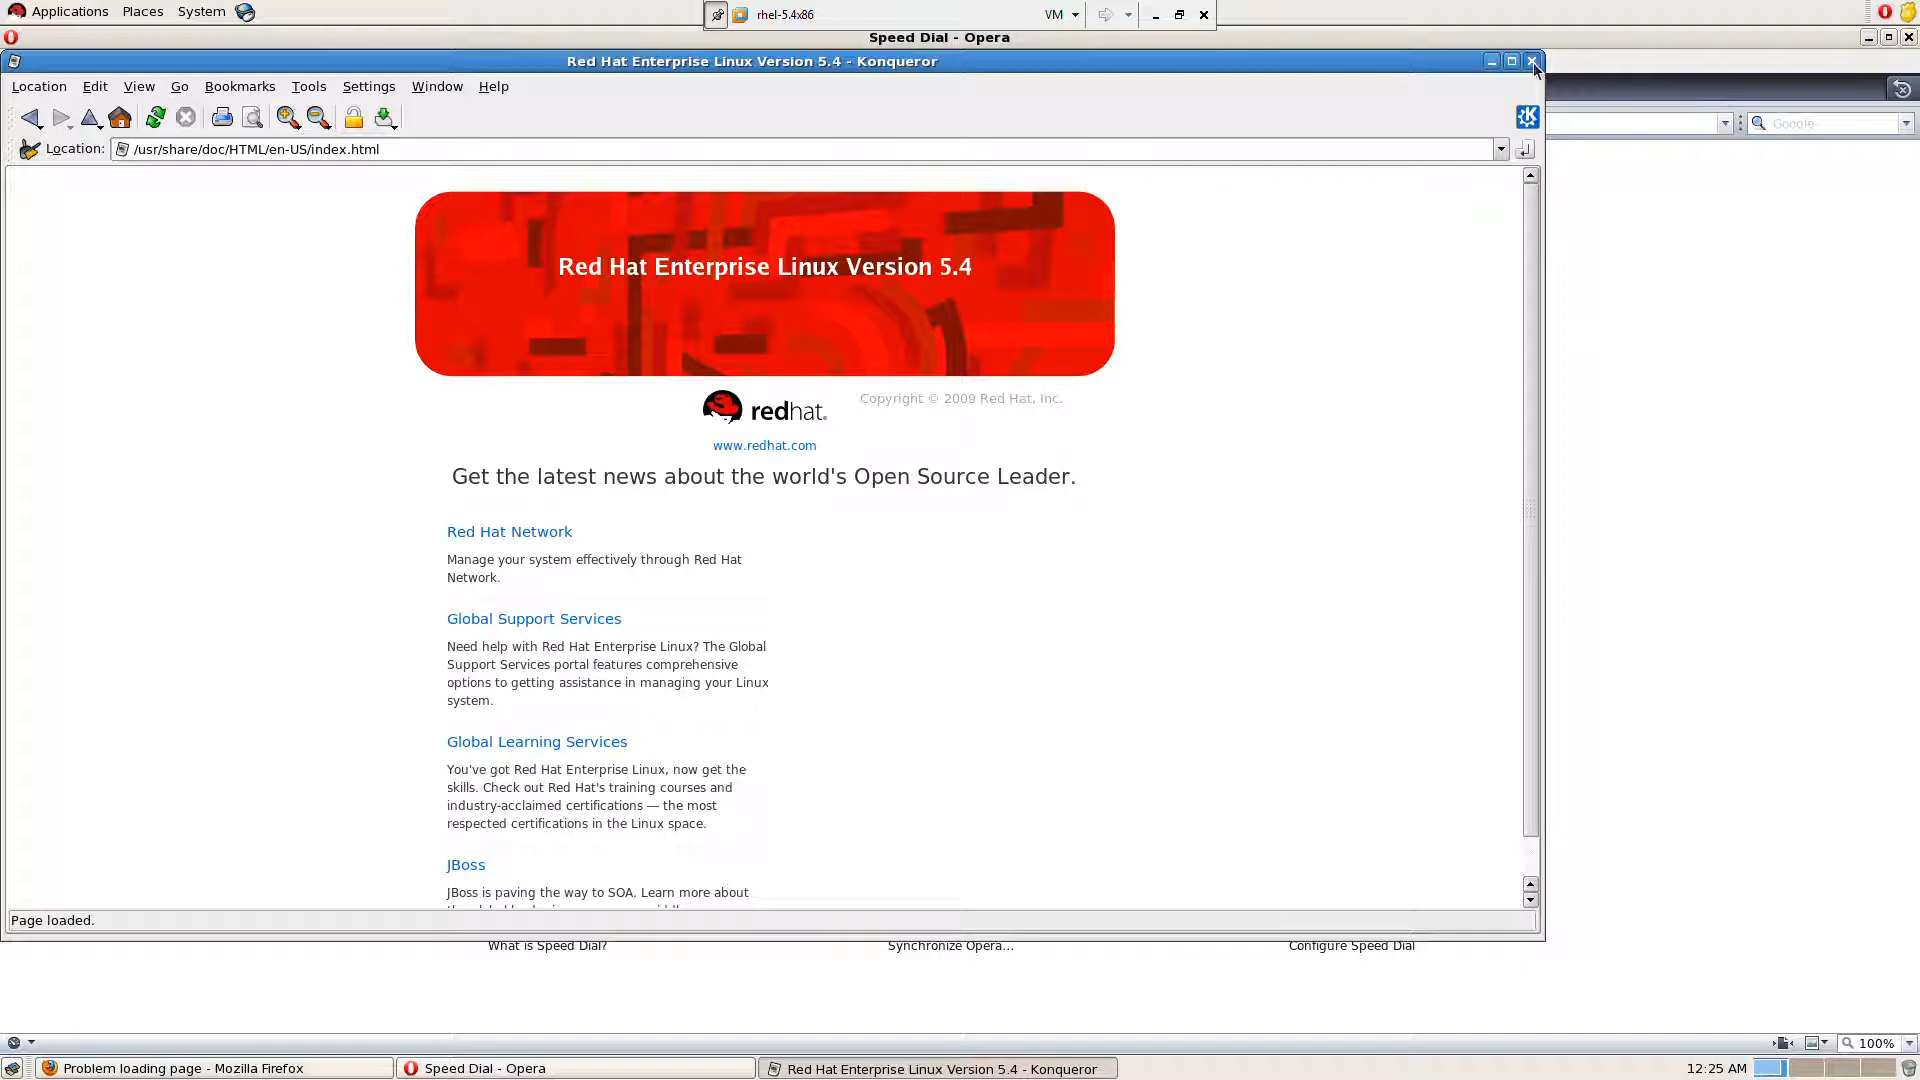 Applications Places System
rhel-5.4x86 VM
Speed Dial - Opera
Red Hat Enterprise Linux Version 5.4 - Konqueror
Location Edit View Go Bookmarks Tools Settings Window Help
Location: /usr/share/doc/HTML/en-US/index.html
Google
Red Hat Enterprise Linux Version 5.4
redhat. Copyright © 2009 Red Hat, Inc.
www.redhat.com
Get the latest news about the world's Open Source Leader.
Red Hat Network
Manage your system effectively through Red Hat
Network.
Global Support Services
Need help with Red Hat Enterprise Linux? The Global
Support Services portal features comprehensive
options to getting assistance in managing your Linux
system.
Global Learning Services
You've got Red Hat Enterprise Linux, now get the
skills. Check out Red Hat's training courses and
industry-acclaimed certifications — the most
respected certifications in the Linux space.
JBoss
JBoss is paving the way to SOA. Learn more about
Page loaded.
What is Speed Dial? Synchronize Opera... Configure Speed Dial
100%
Problem loading page - Mozilla Firefox Speed Dial - Opera Red Hat Enterprise Linux Version 5.4 - Konqueror 12:25 AM